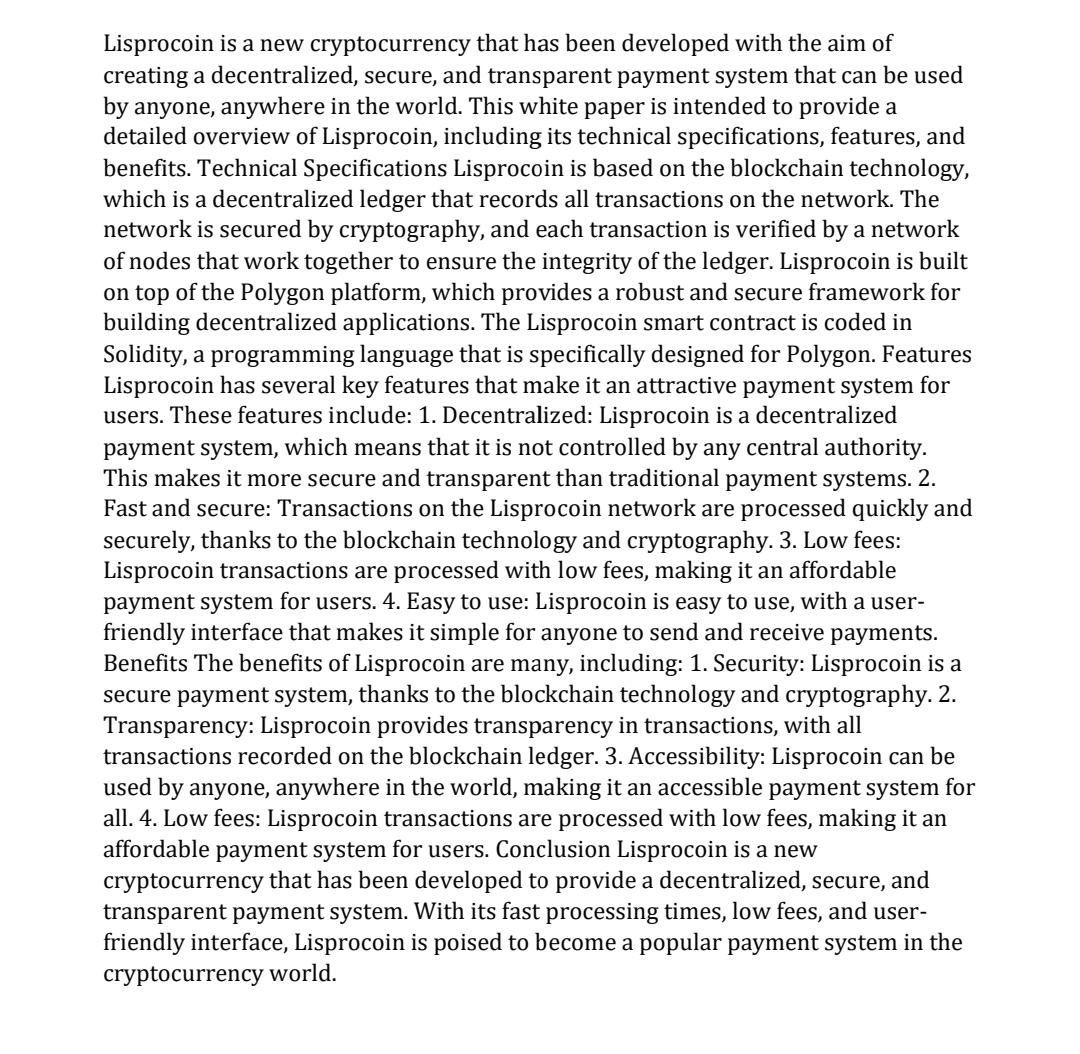 Lisprocoin is a new cryptocurrency that has been developed with the aim of
creating a decentralized, secure, and transparent payment system that can be used
by anyone, anywhere in the world. This white paper is intended to provide a
detailed overview of Lisprocoin, including its technical specifications, features, and
benefits. Technical Specifications Lisprocoin is based on the blockchain technology,
which is a decentralized ledger that records all transactions on the network. The
network is secured by cryptography, and each transaction is verified by a network
of nodes that work together to ensure the integrity of the ledger. Lisprocoin is built
on top of the Polygon platform, which provides a robust and secure framework for
building decentralized applications. The Lisprocoin smart contract is coded in
Solidity, a programming language that is specifically designed for Polygon. Features
Lisprocoin has several key features that make it an attractive payment system for
users. These features include: 1. Decentralized: Lisprocoin is a decentralized
payment system, which means that it is not controlled by any central authority.
This makes it more secure and transparent than traditional payment systems. 2.
Fast and secure: Transactions on the Lisprocoin network are processed quickly and
securely, thanks to the blockchain technology and cryptography. 3. Low fees:
Lisprocoin transactions are processed with low fees, making it an affordable
payment system for users. 4. Easy to use: Lisprocoin is easy to use, with a user-
friendly interface that makes it simple for anyone to send and receive payments.
Benefits The benefits of Lisprocoin are many, including: 1. Security: Lisprocoin is a
secure payment system, thanks to the blockchain technology and cryptography. 2.
Transparency: Lisprocoin provides transparency in transactions, with all
transactions recorded on the blockchain ledger. 3. Accessibility: Lisprocoin can be
used by anyone, anywhere in the world, making it an accessible payment system for
all. 4. Low fees: Lisprocoin transactions are processed with low fees, making it an
affordable payment system for users. Conclusion Lisprocoin is a new
cryptocurrency that has been developed to provide a decentralized, secure, and
transparent payment system. With its fast processing times, low fees, and user-
friendly interface, Lisprocoin is poised to become a popular payment system in the
cryptocurrency world.